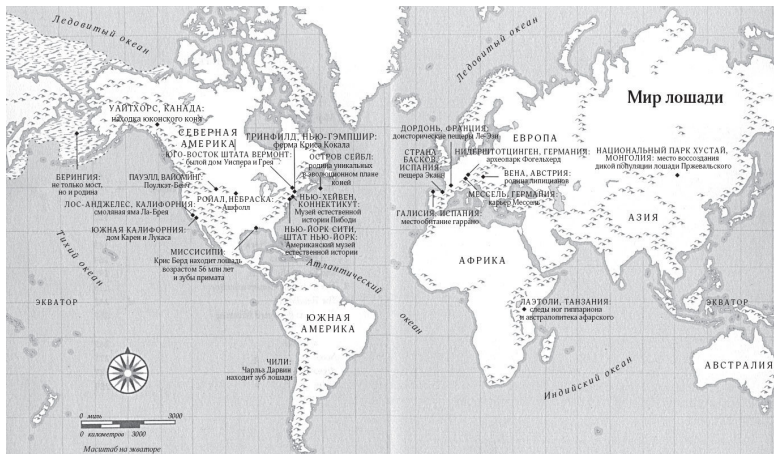 Ледовитый океан
Ледовитый океан
Мир лошади
УАЙТХОРС, КАНАДА:
находка юконского коня
СЕВЕРНАЯ
АМЕРИКА
ГРИНФИЛД, НЬЮ-ГЭМПШИР:
ферма Криса Кокала
ЮГО-ВОСТОК ШТАТА ВЕРМОНТ:
былой дом Уиспера и Грея
ОСТРОВ СЕЙБЛ:
родина уникальных
в эволюционном плане
коней
БЕРИНГИЯ:
не только мост,
но и родина
ПАУЭЛЛ, ВАЙОМИНГ:
Поулкат-Бенч
РОЙАЛ, НЕБРАСКА:
Ашфолл
ЛОС-АНДЖЕЛЕС, КАЛИФОРНИЯ:
смоляная яма Ла-Брея
НЬЮ-ХЕЙВЕН,
КОННЕКТИКУТ:
Музей естественной
истории Пибоди
ЮЖНАЯ КАЛИФОРНИЯ:
дом Карен и Лукаса
НЬЮ-ЙОРК СИТИ,
ШТАТ НЬЮ-ЙОРК:
Американский музей
естественной истории
МИССИСИПИ:
Крис Берд находит лошадь
возрастом 56 млн лет
и зубы примата
Тихий океан
Атлантический
океан
ЭКВАТОР
ЮЖНАЯ
АМЕРИКА
ЧИЛИ:
Чарльз Дарвин
находит зуб лошади
ДОРДОНЬ, ФРАНЦИЯ:
доисторические пещеры Ле-Эзи
ЕВРОПА
СТРАНА
БАСКОВ,
ИСПАНИЯ:
пещера Экаин
НИДЕРШТОТЦИНГЕН, ГЕРМАНИЯ:
археопарк Фогельхерд
ВЕНА, АВСТРИЯ:
родина липицианов
МЕССЕЛЬ, ГЕРМАНИЯ:
карьер Мессель
ГАЛИСИЯ, ИСПАНИЯ:
местообитание гаррано
НАЦИОНАЛЬНЫЙ ПАРК ХУСТАЙ,
МОНГОЛИЯ: место воссоздания
дикой популяции лошади Пржевальского
АЗИЯ
АФРИКА
ЛАЭТОЛИ, ТАНЗАНИЯ:
следы ног гиппариона
и австралопитека афарского
ЭКВАТОР
Индийский океан
АВСТРАЛИЯ
0 миль 3000
0 километров 3000
Масштаб на экваторе